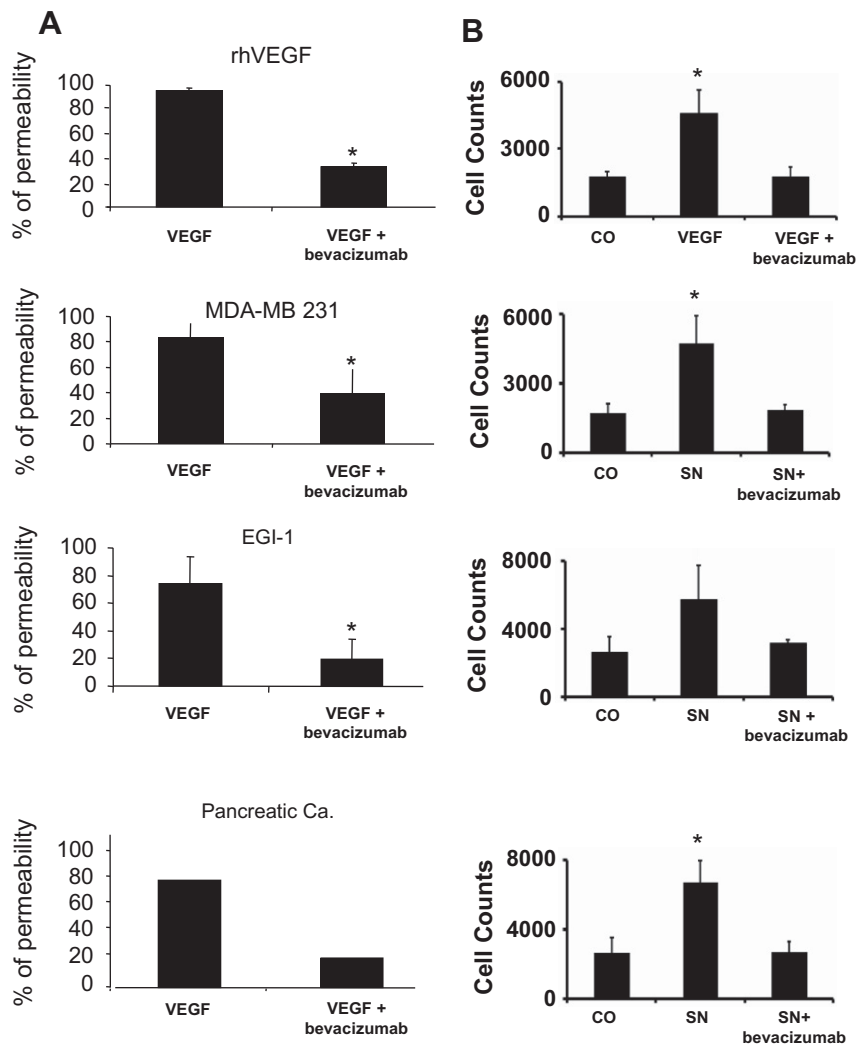 A
rhVEGF
% of permeability
100
80
60
40
20
0
*
VEGF
VEGF +
bevacizumab
MDA-MB 231
% of permeability
100
80
60
40
20
0
*
VEGF
VEGF +
bevacizumab
EGI-1
% of permeability
100
80
60
40
20
0
*
VEGF
VEGF +
bevacizumab
Pancreatic Ca.
% of permeability
100
80
60
40
20
0
VEGF
VEGF +
bevacizumab
B
Cell Counts
6000
3000
0
*
CO
VEGF
VEGF +
bevacizumab
Cell Counts
6000
3000
0
*
CO
SN
SN+
bevacizumab
Cell Counts
8000
4000
0
CO
SN
SN +
bevacizumab
Cell Counts
8000
4000
0
*
CO
SN
SN+
bevacizumab